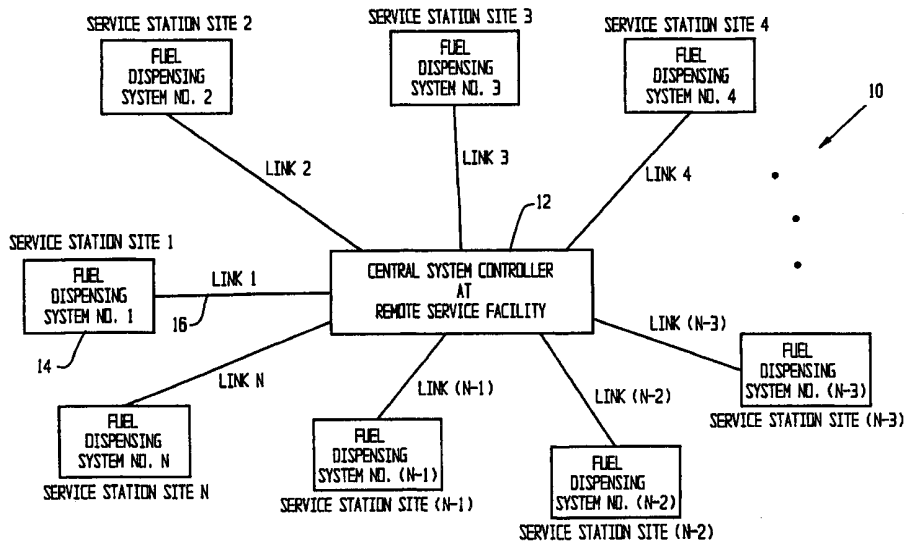 SERVICE STATION SITE 2
FUEL
DISPENSING
SYSTEM NO. 2
SERVICE STATION SITE 3
FUEL
DISPENSING
SYSTEM NO. 3
SERVICE STATION SITE 4
FUEL
DISPENSING
SYSTEM NO. 4
10
LINK 2
LINK 3
LINK 4
12
SERVICE STATION SITE 1
FUEL
DISPENSING
SYSTEM NO. 1
14
LINK 1
16
CENTRAL SYSTEM CONTROLLER
AT
REMOTE SERVICE FACILITY
LINK (N-3)
FUEL
DISPENSING
SYSTEM NO. (N-3)
SERVICE STATION SITE (N-3)
LINK N
LINK (N-1)
LINK (N-2)
FUEL
DISPENSING
SYSTEM NO. N
SERVICE STATION SITE N
FUEL
DISPENSING
SYSTEM NO. (N-1)
SERVICE STATION SITE (N-1)
FUEL
DISPENSING
SYSTEM NO. (N-2)
SERVICE STATION SITE (N-2)